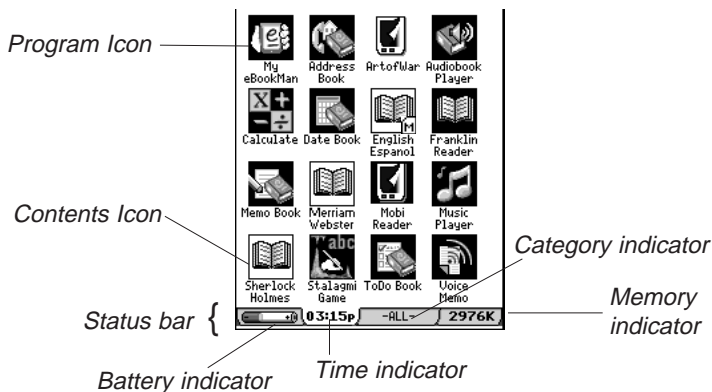 Program Icon
My eBookMan
Address Book
ArtofWar
Audiobook Player
Calculate
Date Book
English Espanol
M
Franklin Reader
Memo Book
Merriam Webster
Mobi Reader
Music Player
Contents Icon
abc
Sherlock Holmes
Stalagmi Game
ToDo Book
Voice Memo
Category indicator
Memory indicator
Status bar {
03:15p
-ALL-
2976K
Battery indicator
Time indicator